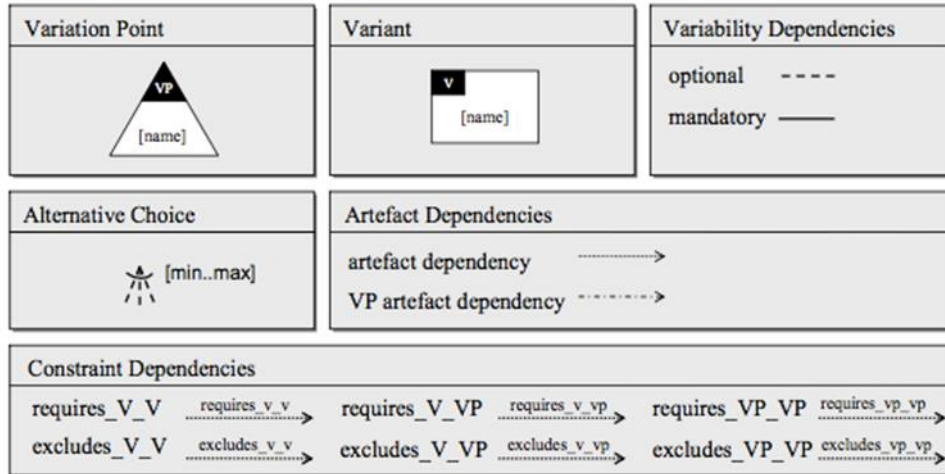 Variation Point
VP
[name]
Variant
V
[name]
Variability Dependencies
optional
mandatory
Alternative Choice
[min..max]
Artefact Dependencies
artefact dependency
VP artefact dependency
Constraint Dependencies
requires_V_V requires_v_v requires_V_VP requires_v_vp requires_VP_VP requires_vp_vp
excludes_V_V excludes_v_v excludes_V_VP excludes_v_vp excludes_VP_VP excludes_vp_vp